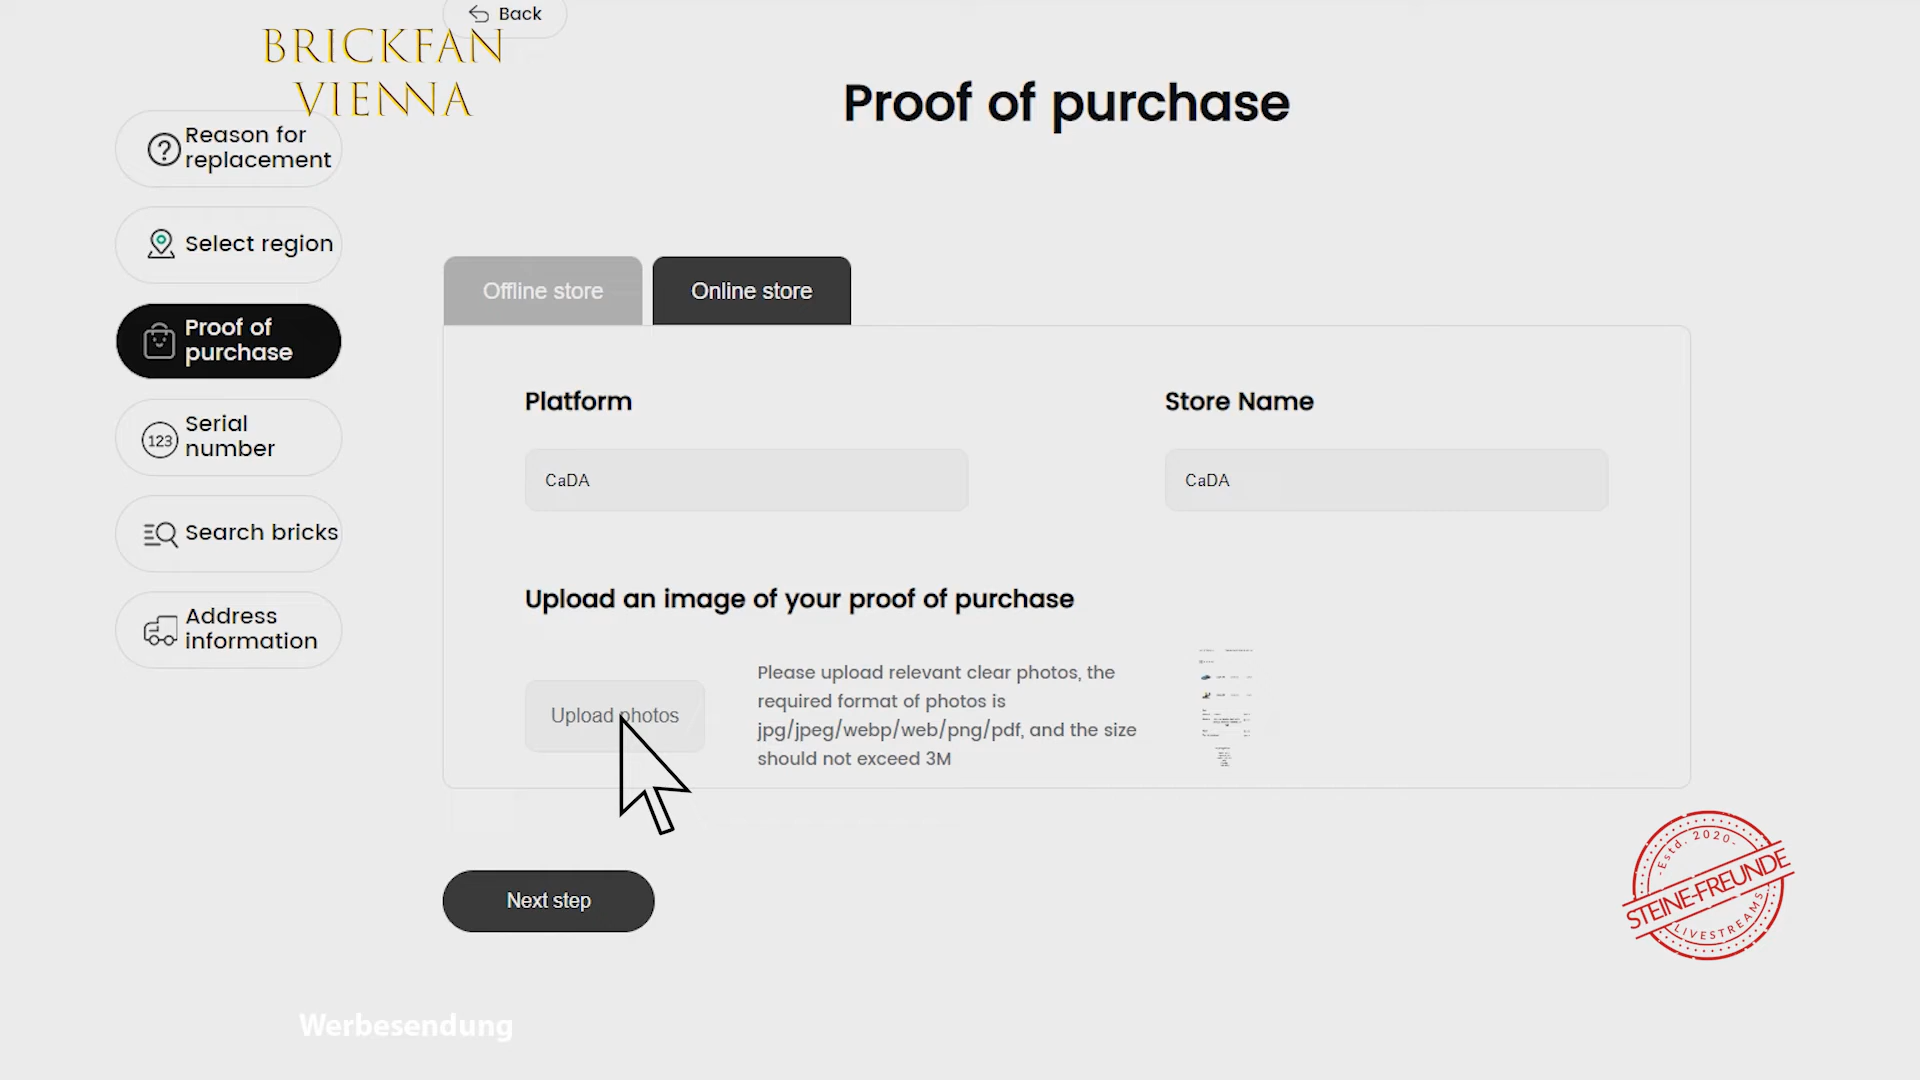 Back
BRICKFAN
VIENNA
Proof of purchase
Reason for
replacement
Select region
Proof of
purchase
123
Serial
number
Search bricks
Address
information
Offline store
Online store
Platform
Store Name
CaDA
CaDA
Upload an image of your proof of purchase
Upload photos
Please upload relevant clear photos, the
required format of photos is
jpg/jpeg/webp/web/png/pdf, and the size
should not exceed 3M
Next step
-Estd. 2020-
STEINE-FREUNDE
LIVESTREAMS
Werbesendung